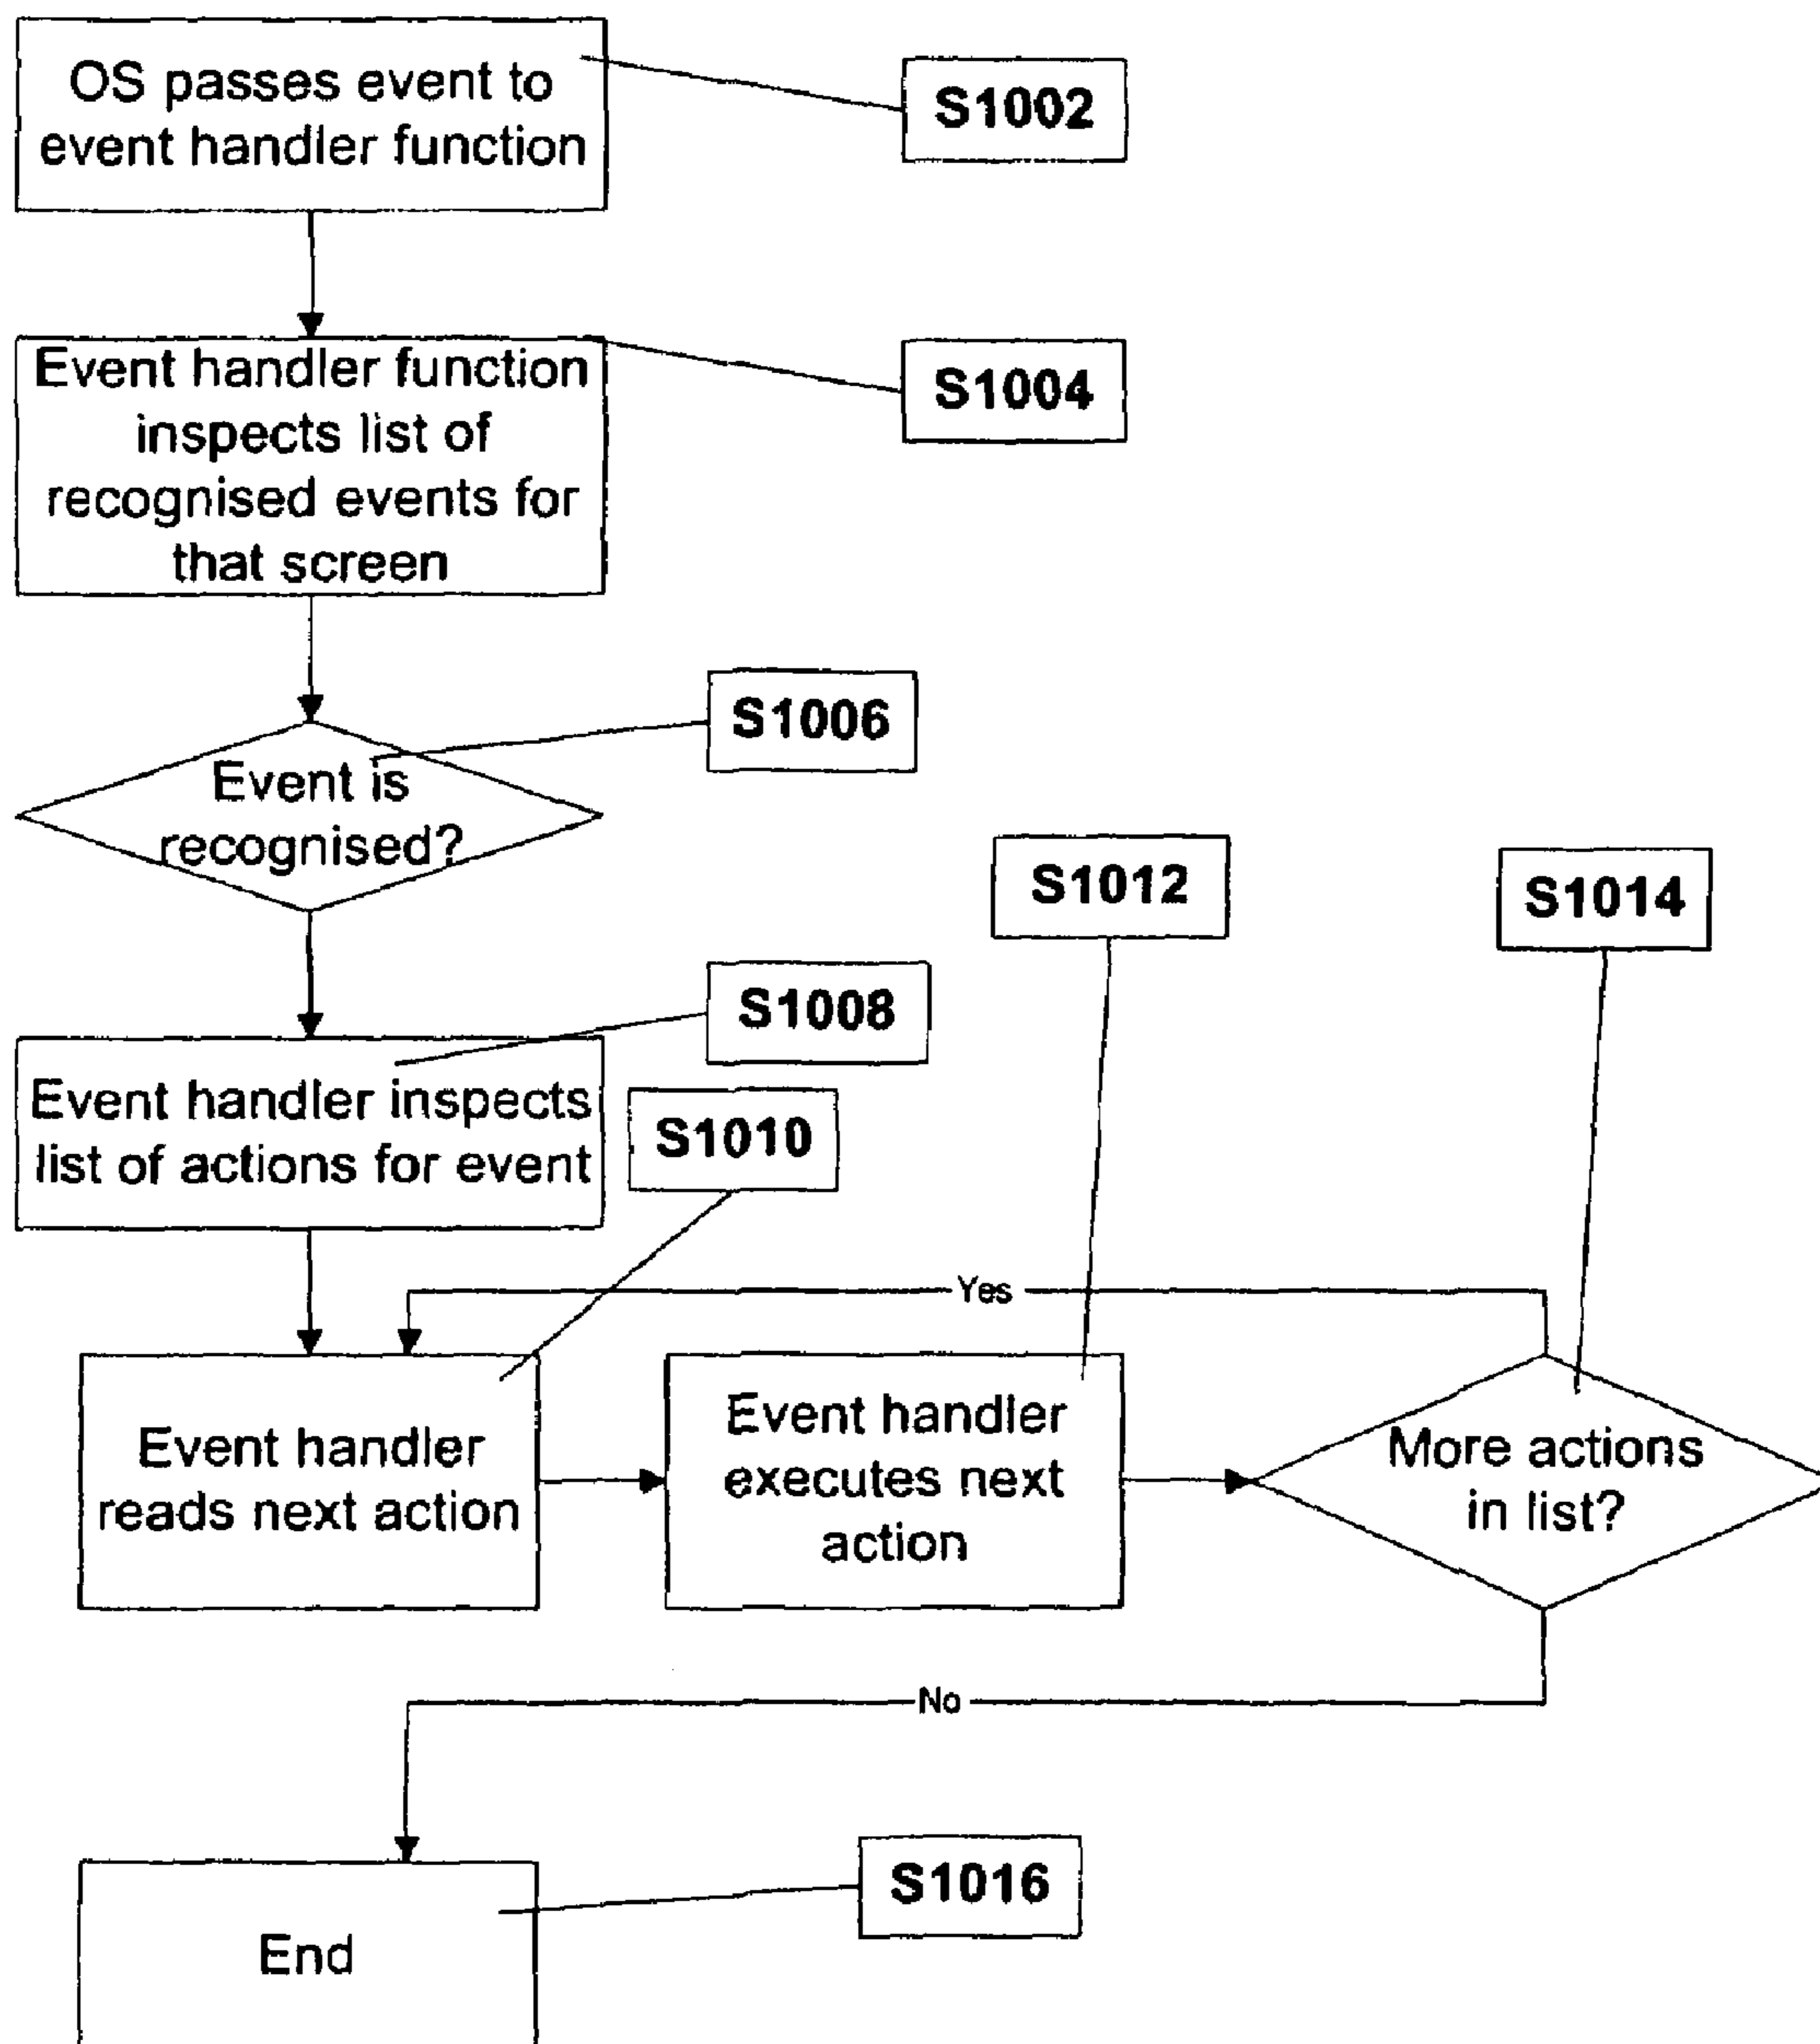 OS passes event to
event handler function
S1002
Event handler function
inspects list of
recognised events for
that screen
S1004
S1006
Event is
recognised?
S1012
S1014
S1008
Event handler inspects
list of actions for event
S1010
Yes
Event handler
reads next action
Event handler
executes next
action
More actions
in list?
No
S1016
End